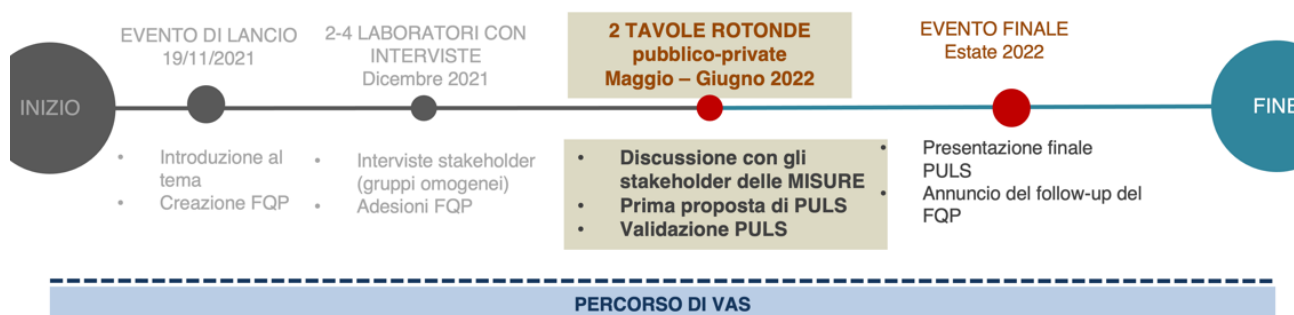 INIZIO
EVENTO DI LANCIO
19/11/2021
• Introduzione al
tema
• Creazione FQP
2-4 LABORATORI CON
INTERVISTE
Dicembre 2021
• Interviste stakeholder
(gruppi omogenei)
• Adesioni FQP
2 TAVOLE ROTONDE
pubblico-private
Maggio – Giugno 2022
• Discussione con gli
stakeholder delle MISURE
• Prima proposta di PULS
• Validazione PULS
EVENTO FINALE
Estate 2022
• Presentazione finale
PULS
• Annuncio del follow-up del
FQP
FINE
PERCORSO DI VAS